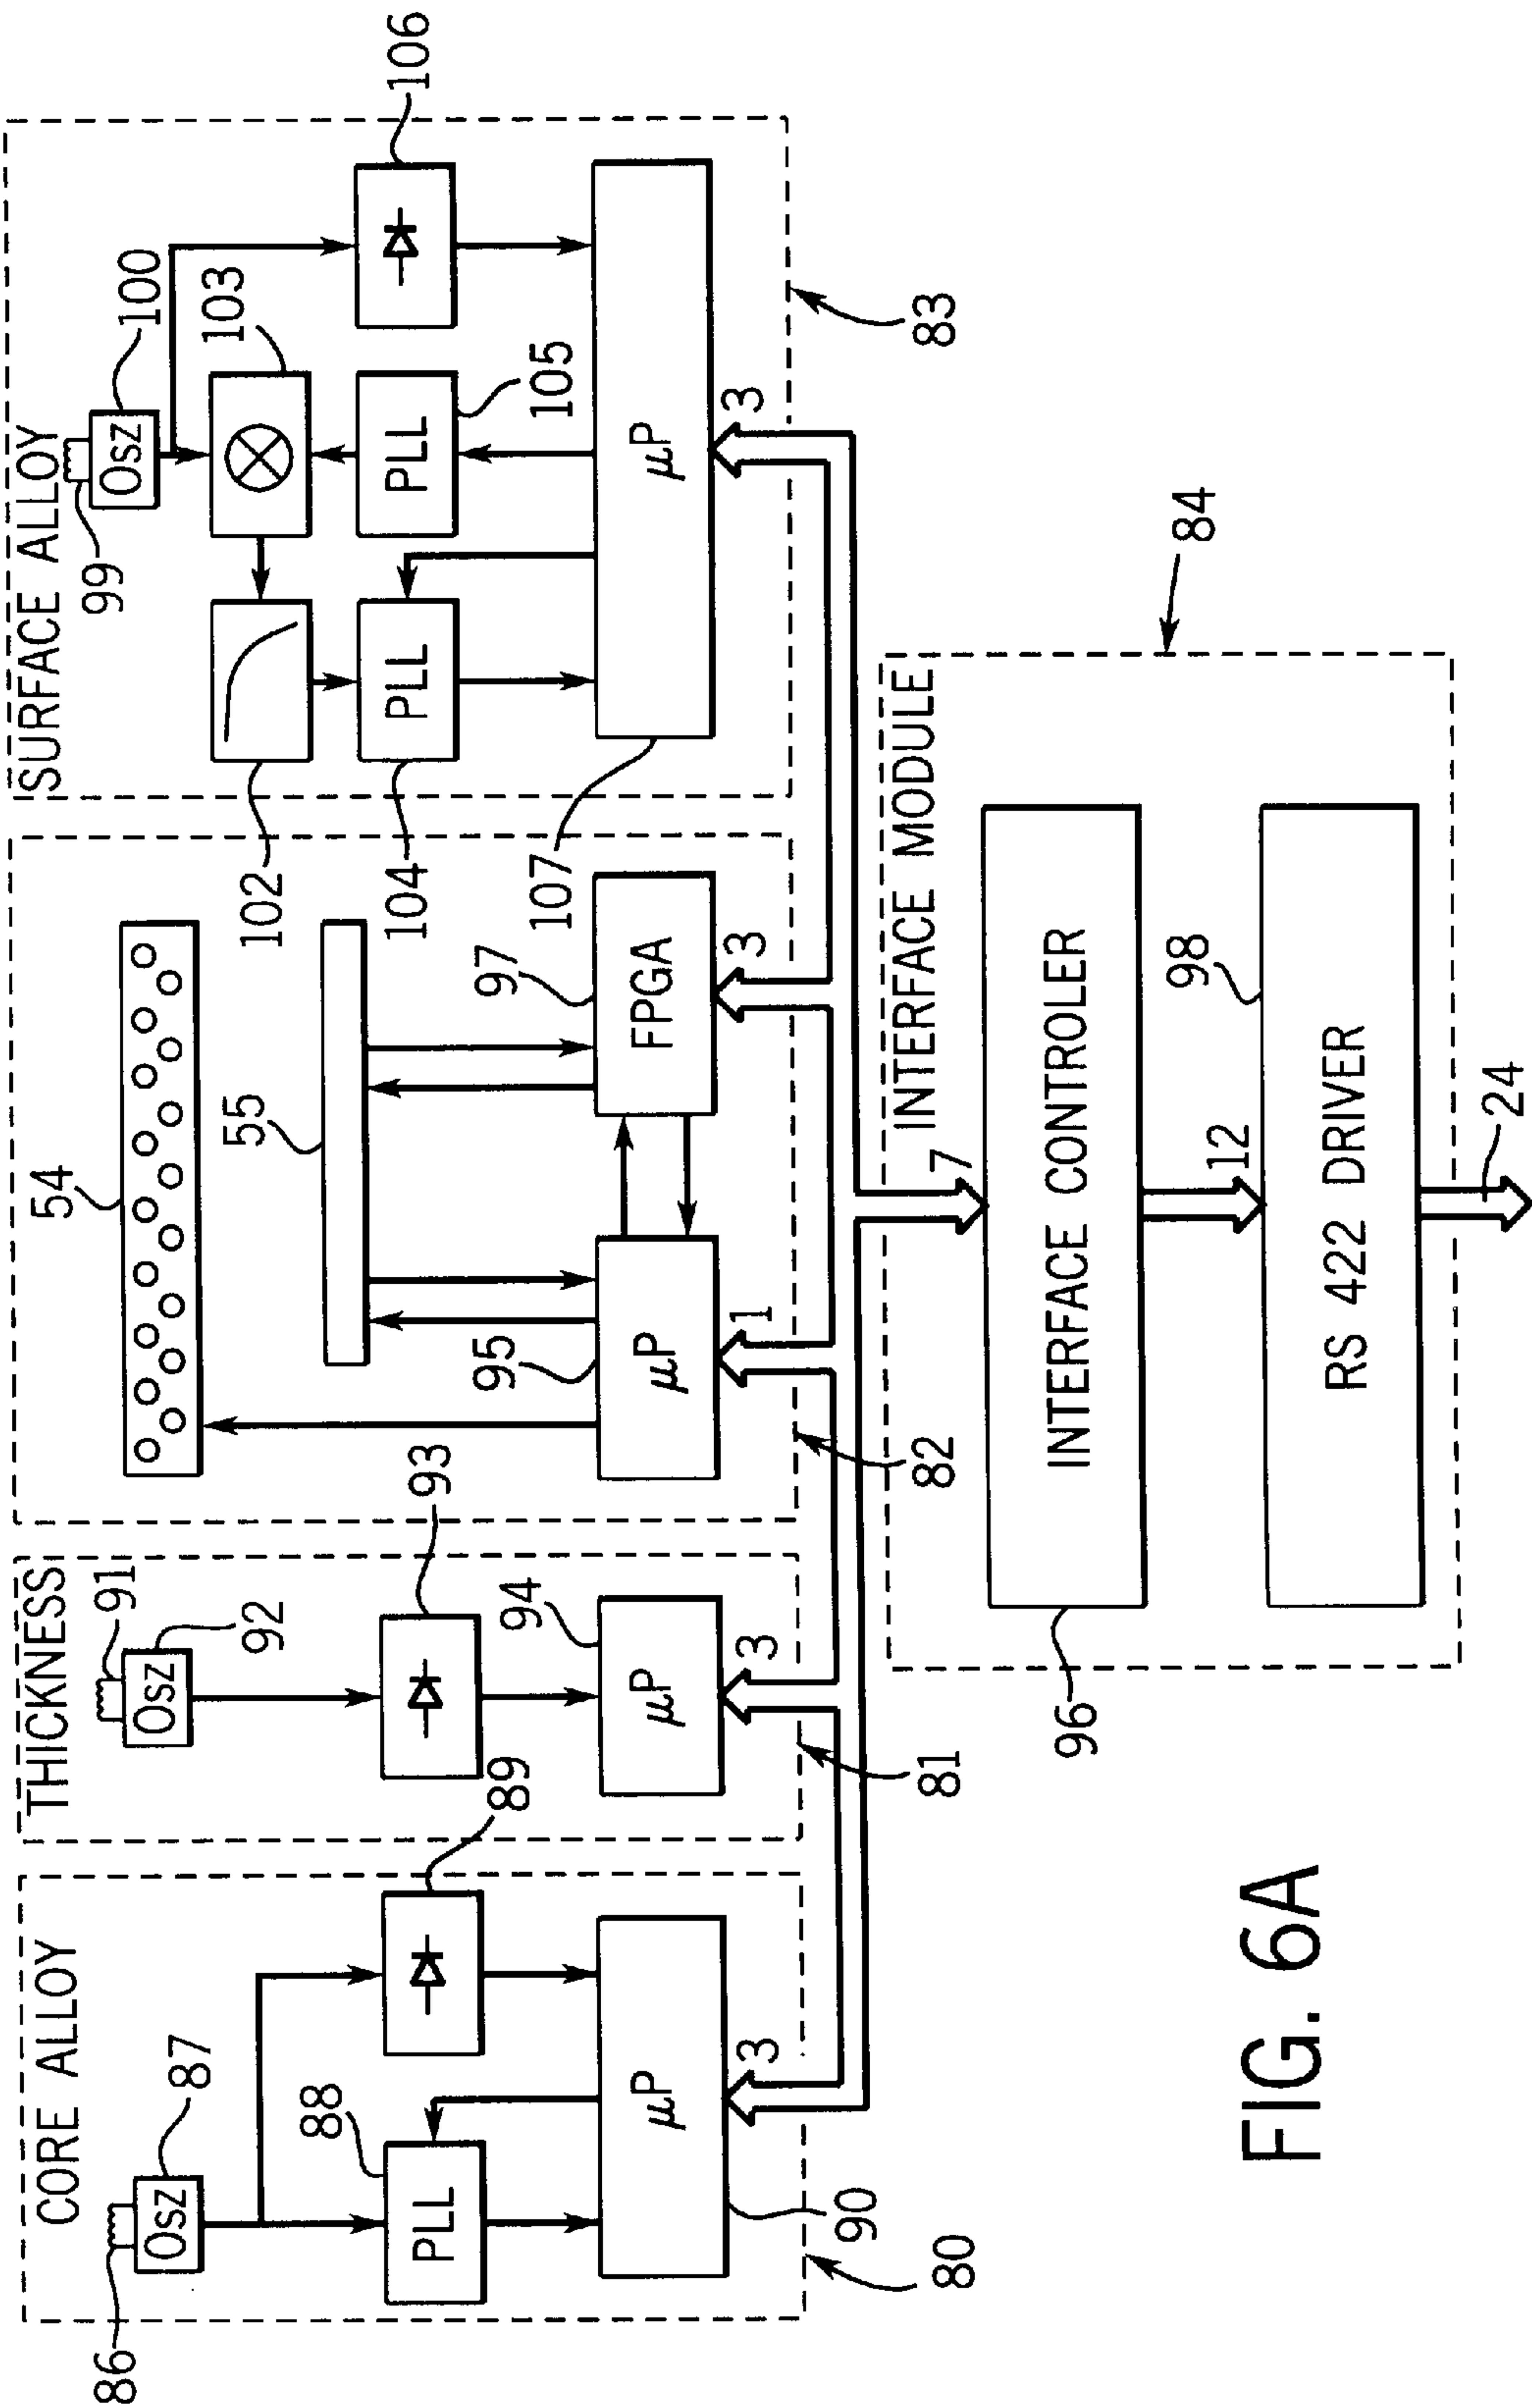 CORE ALLOY
86
Osz
87
88
PLL
89
μP
90
3
80
THICKNESS
91
Osz
92
93
94
μP
3
81
54
55
95
μP
1
97
FPGA
3
82
SURFACE ALLOY
99
Osz
100
103
102
104
PLL
105
PLL
106
107
μP
3
83
INTERFACE MODULE
84
7
INTERFACE CONTROLER
96
12
98
RS 422 DRIVER
24
FIG. 6A